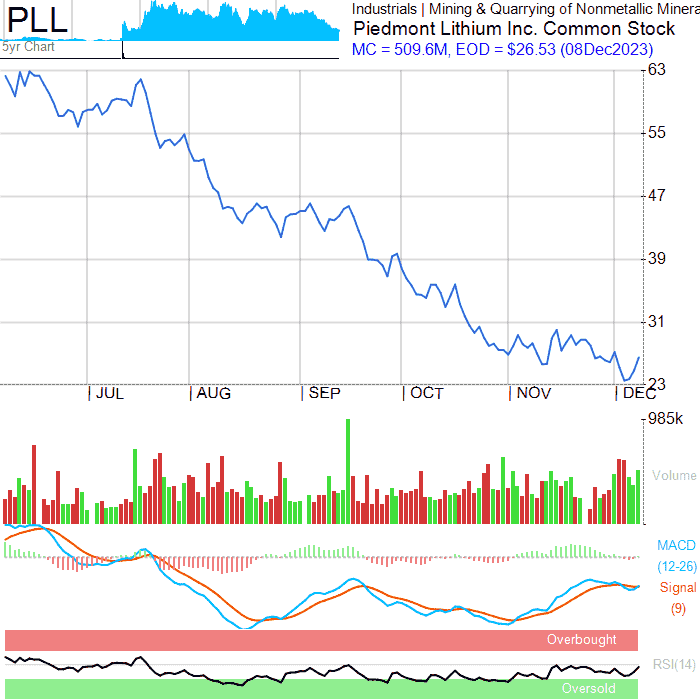 PLL
5yr Chart
Industrials | Mining & Quarrying of Nonmetallic Minera
Piedmont Lithium Inc. Common Stock
MC = 509.6M, EOD = $26.53 (08Dec2023)
63
55
47
39
31
23
JUL AUG SEP OCT NOV DEC
985k
Volume
MACD
(12-26)
Signal
(9)
Overbought
RSI(14)
Oversold